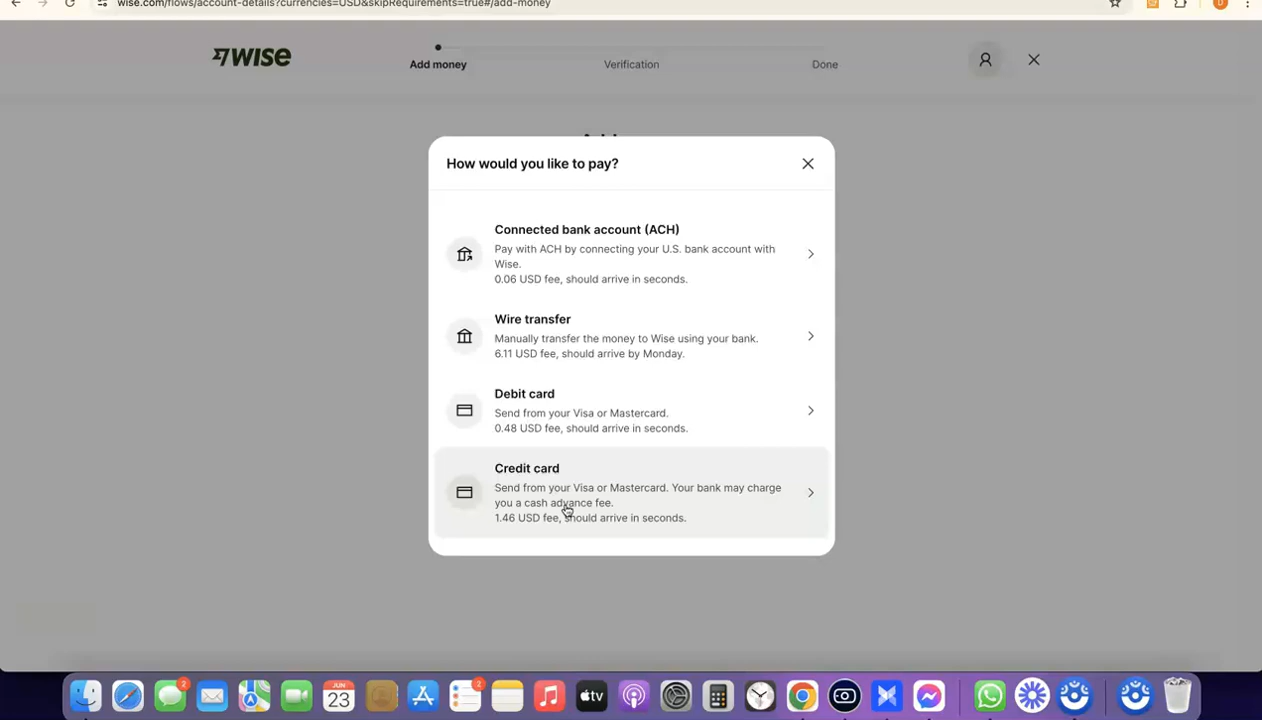 wise.com/flows/account-details?currencies=USD&skipRequirements=true#/add-money
WISE
Add money
Verification
Done
How would you like to pay?
Connected bank account (ACH)
Pay with ACH by connecting your U.S. bank account with
Wise.
0.06 USD fee, should arrive in seconds.
Wire transfer
Manually transfer the money to Wise using your bank.
6.11 USD fee, should arrive by Monday.
Debit card
Send from your Visa or Mastercard.
0.48 USD fee, should arrive in seconds.
Credit card
Send from your Visa or Mastercard. Your bank may charge
you a cash advance fee.
1.46 USD fee, should arrive in seconds.
2
JUN
23
2
tv